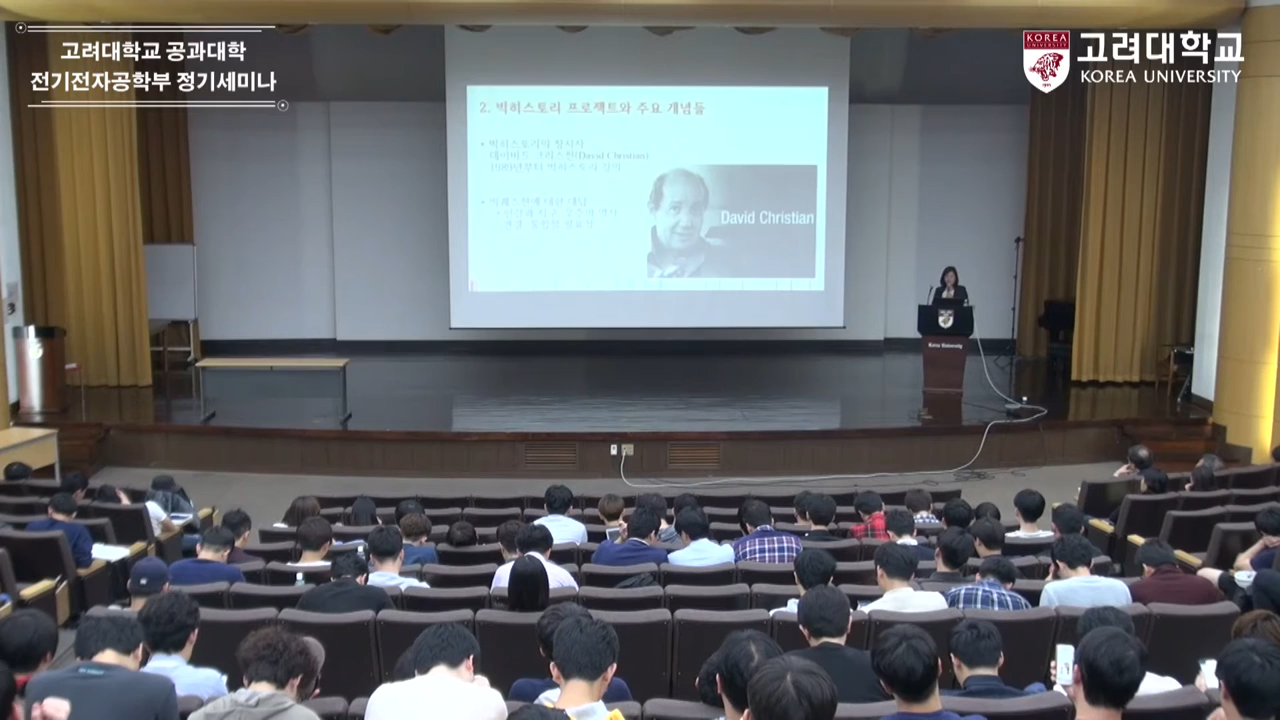 고려대학교 공과대학
전기전자공학부 정기세미나
KOREA
UNIVERSITY
고려대학교
KOREA UNIVERSITY
2. 빅히스토리 프로젝트와 주요 개념들
• 빅히스토리의 창시자
데이비드 크리스천(David Christian)
1989년부터 빅히스토리 강의
David Christian
Korea University